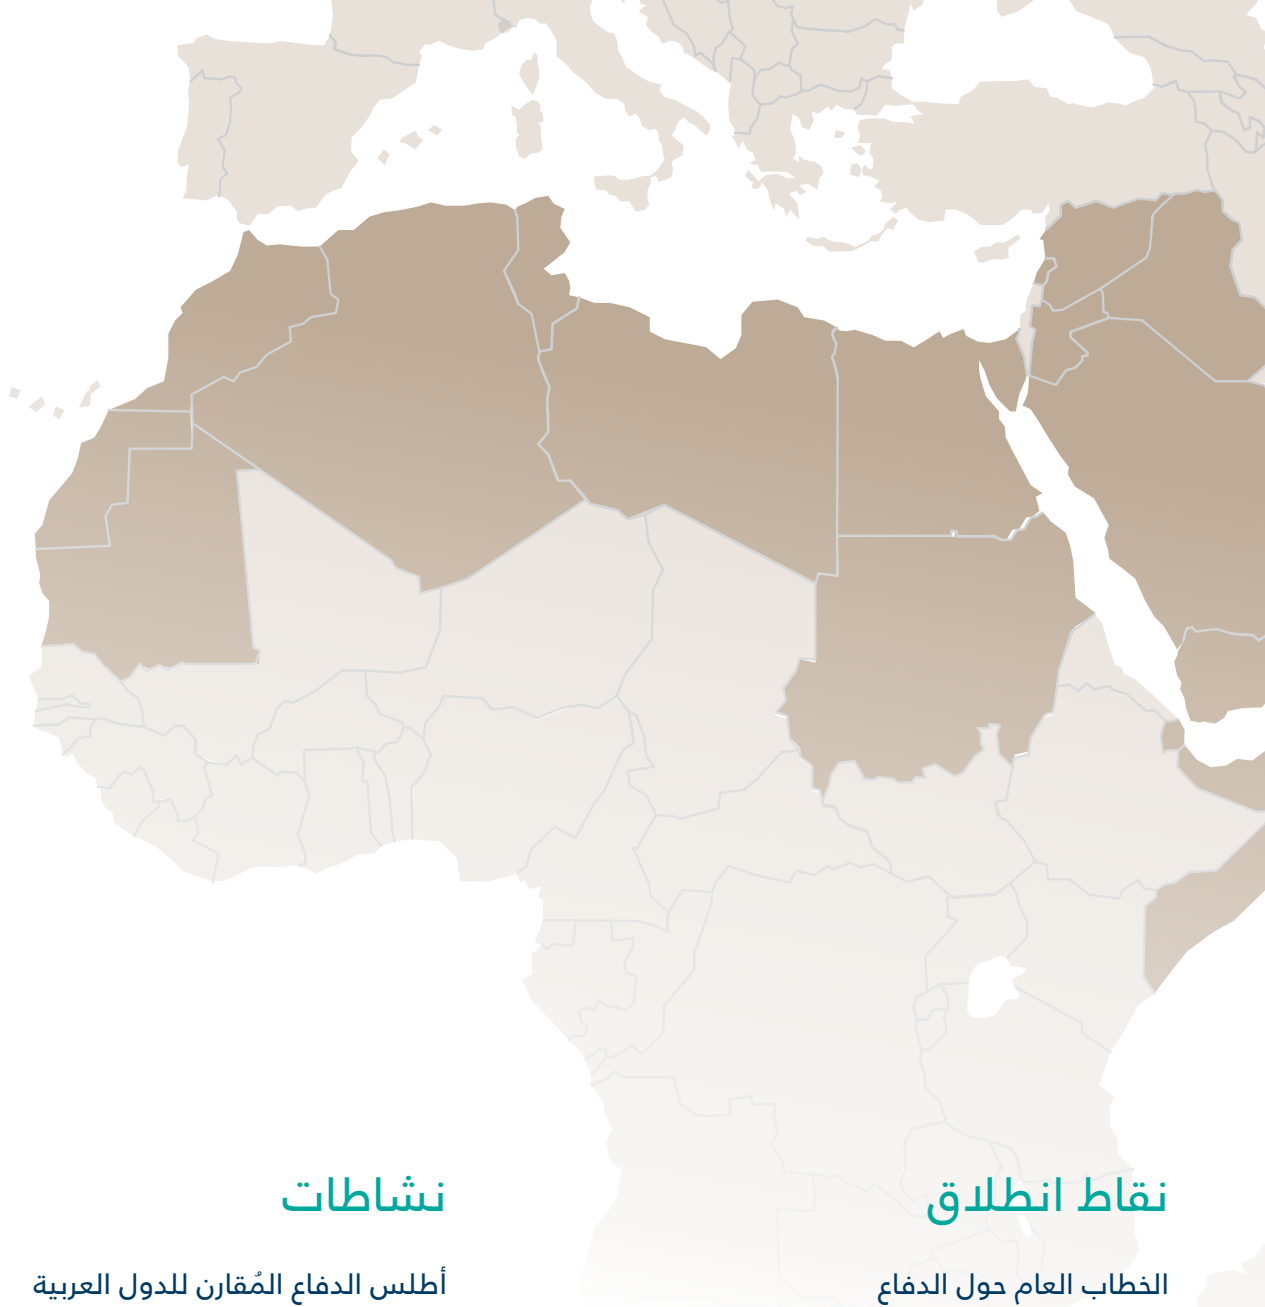 نقاط انطلاق
الخطاب العام حول الدفاع
نشاطات
أطلس الدفاع المُقارن للدول العربية